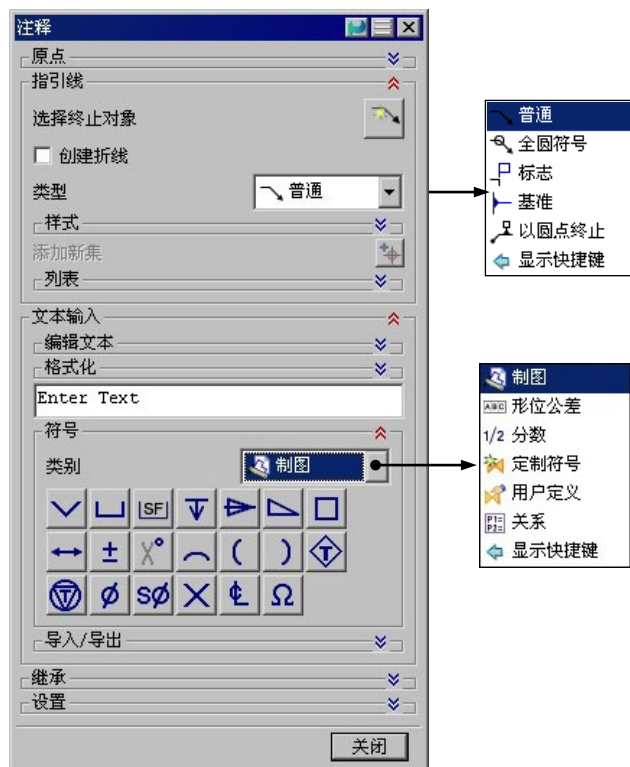 注释
原点
指引线
选择终止对象
创建折线
类型
普通
样式
添加新集
列表
文本输入
编辑文本
格式化
Enter Text
符号
类别
制图
SF
±
X°
( )
T
T
Ø SØ
Ω
导入/导出
继承
设置
关闭
普通
全圆符号
标志
基准
以圆点终止
显示快捷键
制图
ABC 形位公差
1/2 分数
定制符号
用户定义
P1= P2= 关系
显示快捷键